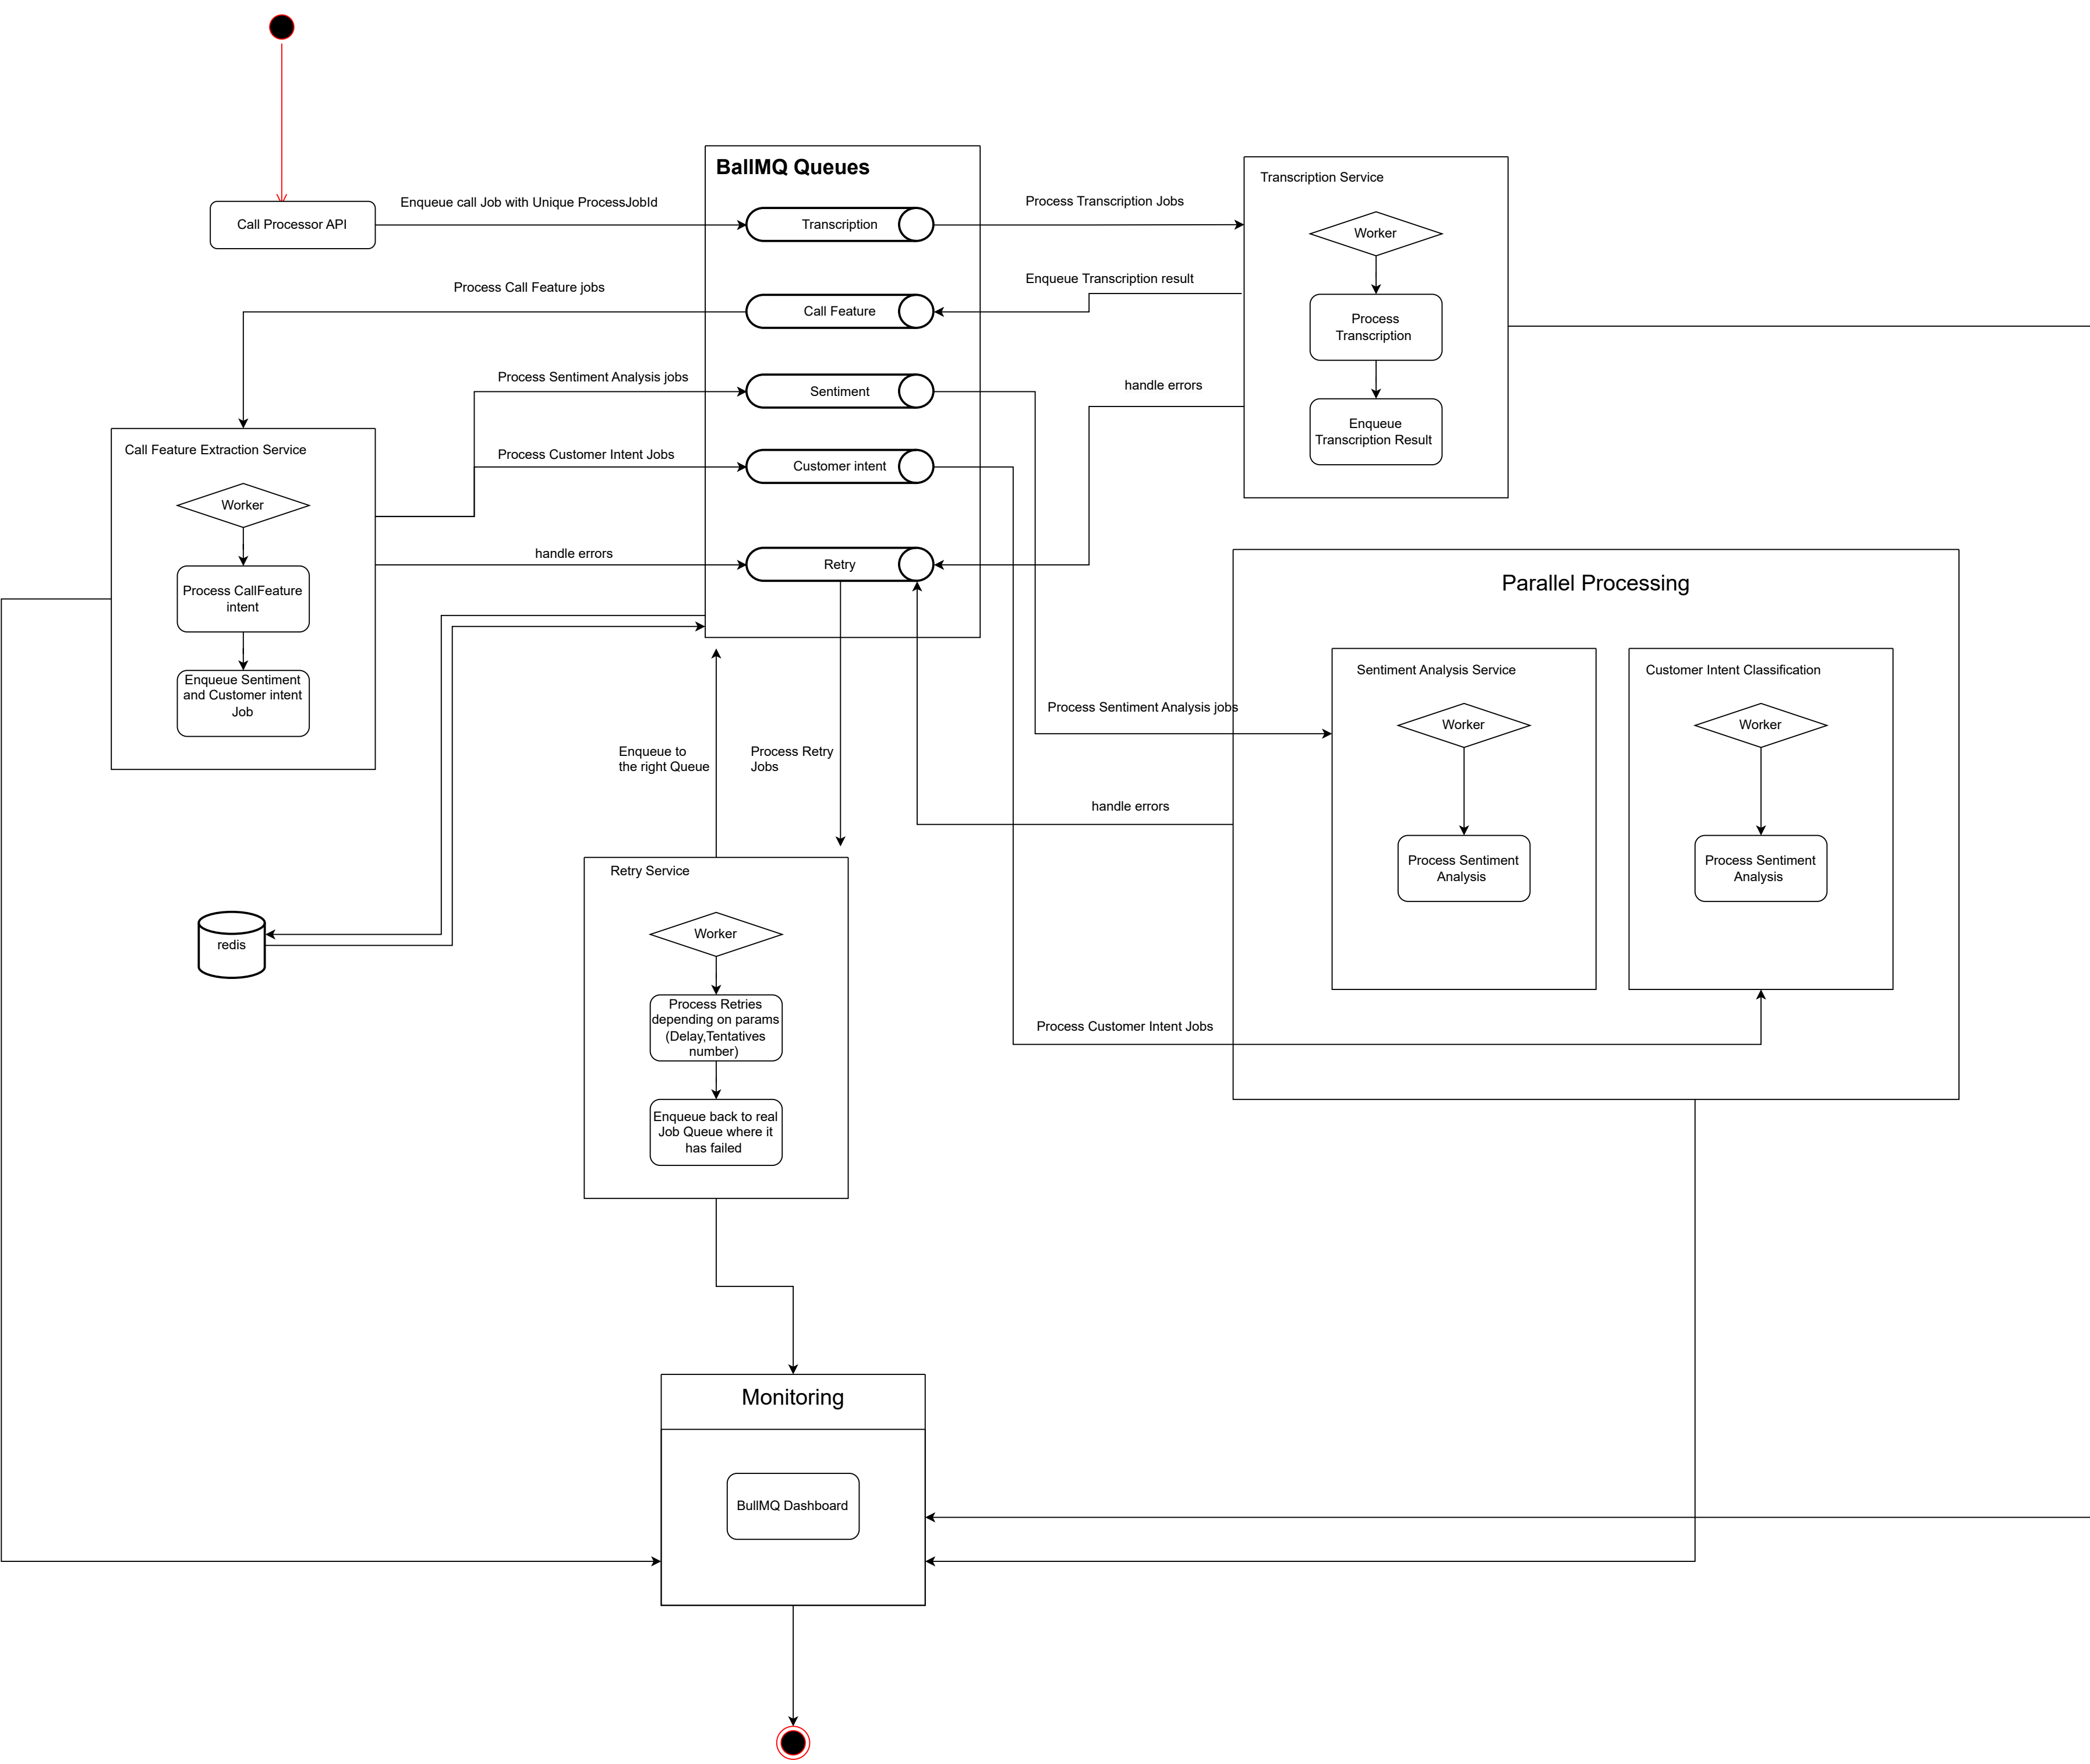 BallMQ Queues
Call Processor API
Enqueue call Job with Unique ProcessJobId
Transcription
Process Transcription Jobs
Transcription Service
Worker
Process
Transcription
Enqueue
Transcription Result
Enqueue Transcription result
Process Call Feature jobs
Call Feature
Process Sentiment Analysis jobs
Sentiment
handle errors
Process Customer Intent Jobs
Customer intent
handle errors
Retry
Call Feature Extraction Service
Worker
Process CallFeature
intent
Enqueue Sentiment
and Customer intent
Job
Parallel Processing
Sentiment Analysis Service
Worker
Process Sentiment
Analysis
Customer Intent Classification
Worker
Process Sentiment
Analysis
Process Sentiment Analysis jobs
Enqueue to
the right Queue
Process Retry
Jobs
handle errors
Retry Service
Worker
Process Retries
depending on params
(Delay,Tentatives
number)
Enqueue back to real
Job Queue where it
has failed
redis
Process Customer Intent Jobs
Monitoring
BullMQ Dashboard